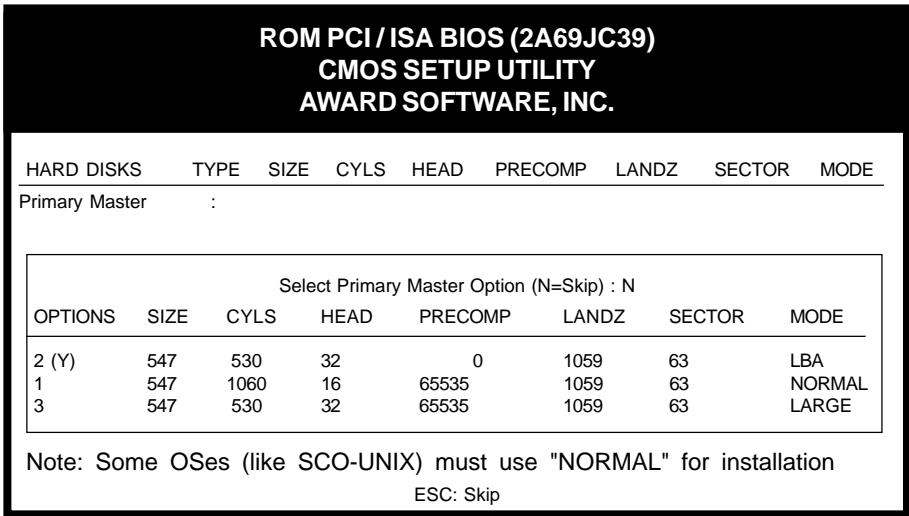 ROM PCI / ISA BIOS (2A69JC39)
CMOS SETUP UTILITY
AWARD SOFTWARE, INC.
HARD DISKS TYPE SIZE CYLS HEAD PRECOMP LANDZ SECTOR MODE
Primary Master :
Select Primary Master Option (N=Skip) : N
OPTIONS SIZE CYLS HEAD PRECOMP LANDZ SECTOR MODE
2 (Y) 547 530 32 0 1059 63 LBA
1 547 1060 16 65535 1059 63 NORMAL
3 547 530 32 65535 1059 63 LARGE
Note: Some OSes (like SCO-UNIX) must use "NORMAL" for installation
ESC: Skip